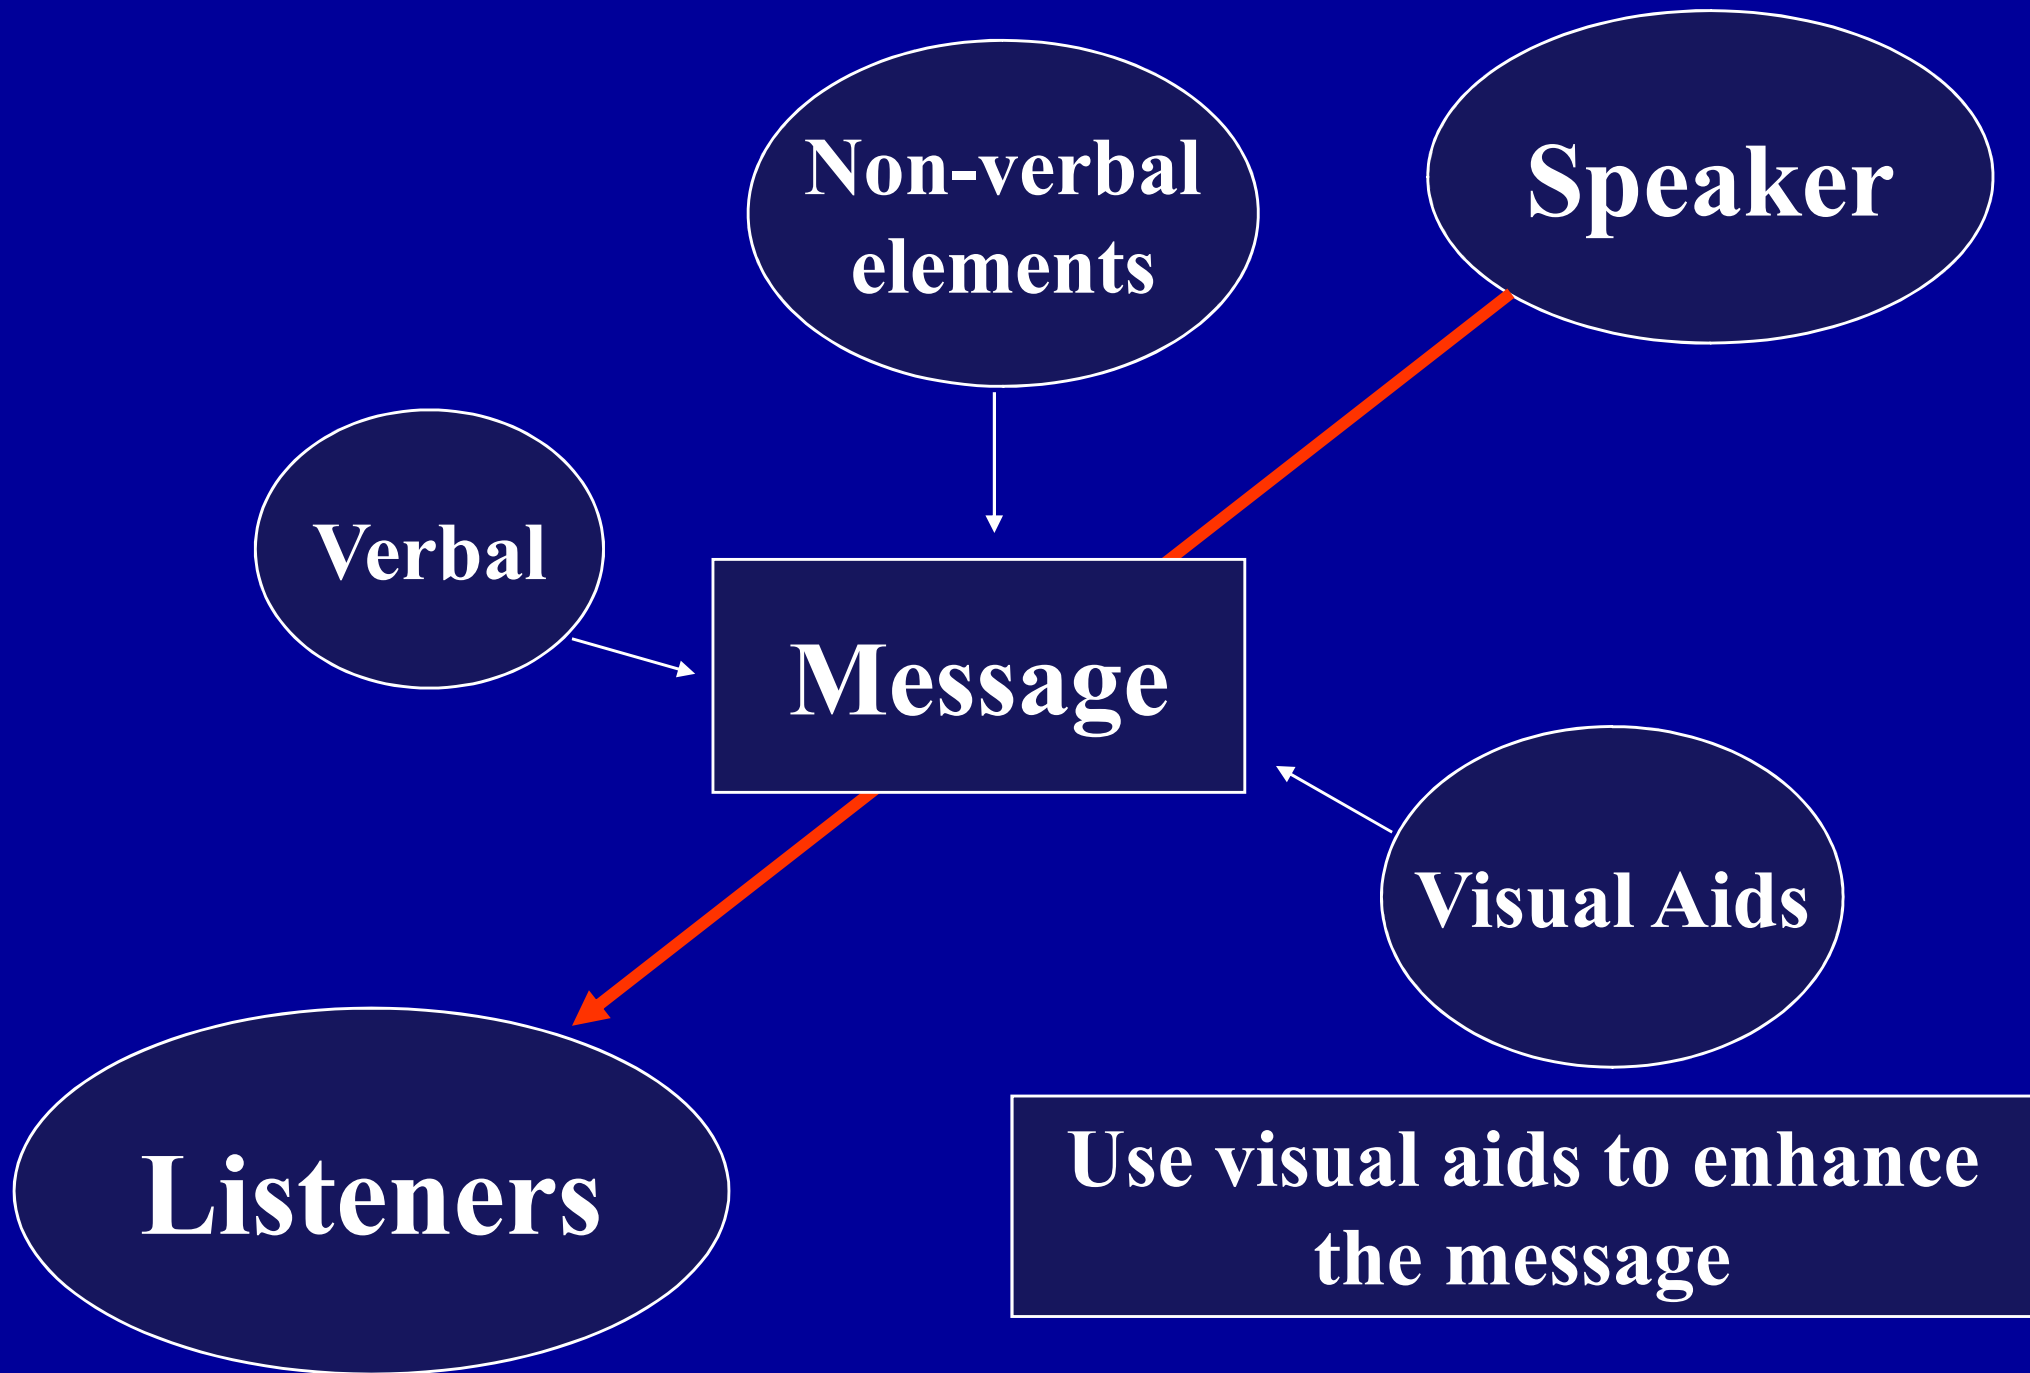 Non-verbal
elements
Speaker
Verbal
Message
Visual Aids
Listeners
Use visual aids to enhance
the message